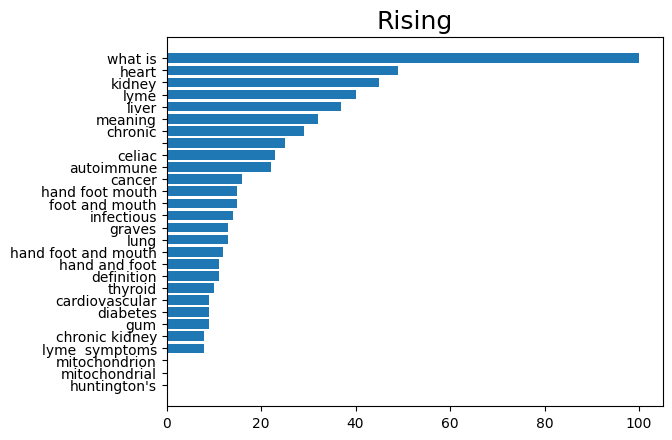 Rising
what is
heart
kidney
lyme
liver
meaning
chronic
celiac
autoimmune
cancer
hand foot mouth
foot and mouth
infectious
graves
lung
hand foot and mouth
hand and foot
definition
thyroid
cardiovascular
diabetes
gum
chronic kidney
lyme  symptoms
mitochondrion
mitochondrial
huntington's
0 20 40 60 80 100